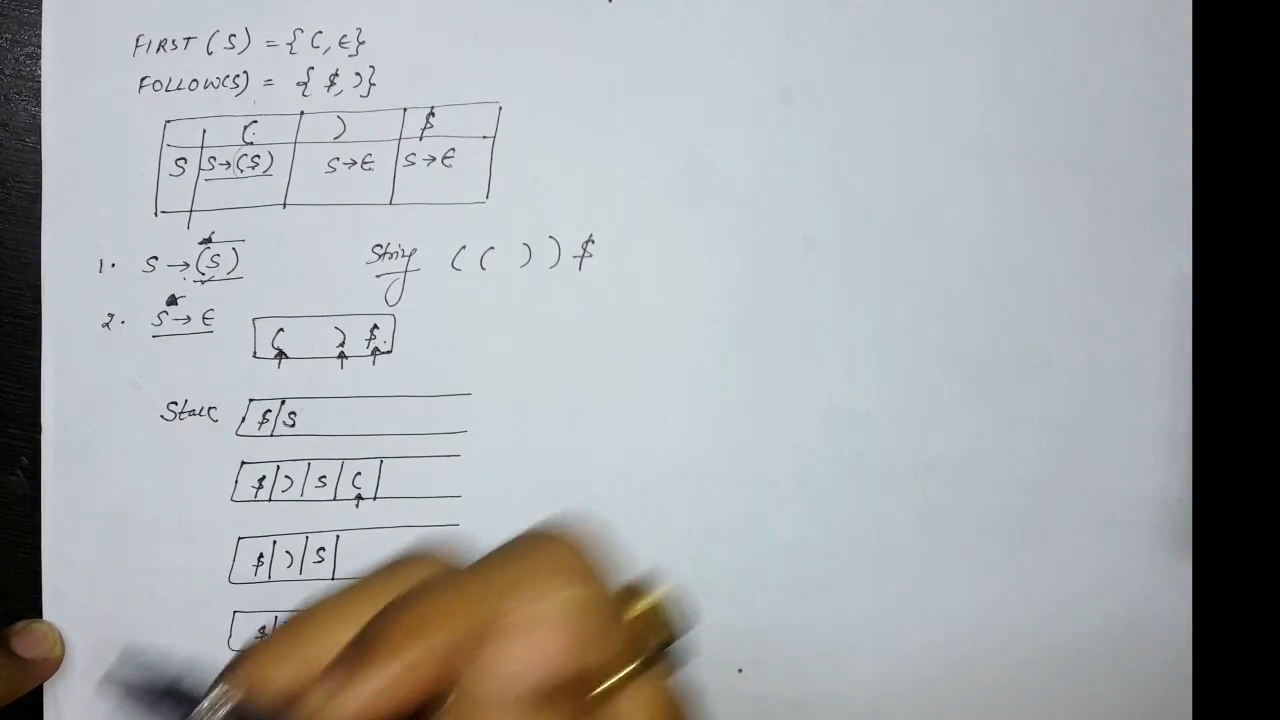 FIRST(S) = {(, ε}
FOLLOW(S) = {$, )}
( ) $
S S→(S) S→ε S→ε
1. S→(S) String (( ))$
2. S→ε
( ) $.
Stack $|S
$|)|S|(|
$|)|S|
$|